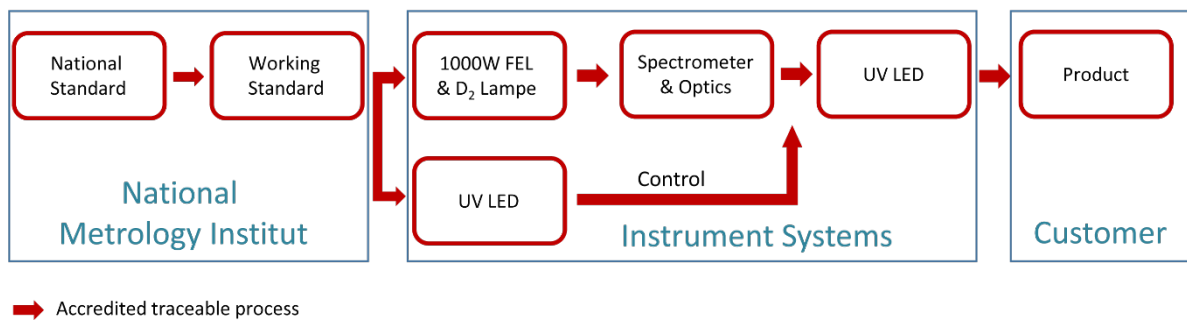 National
Standard
Working
Standard
1000W FEL
& D₂ Lampe
Spectrometer
& Optics
UV LED
Product
UV LED
Control
National
Metrology Institut
Instrument Systems
Customer
Accredited traceable process